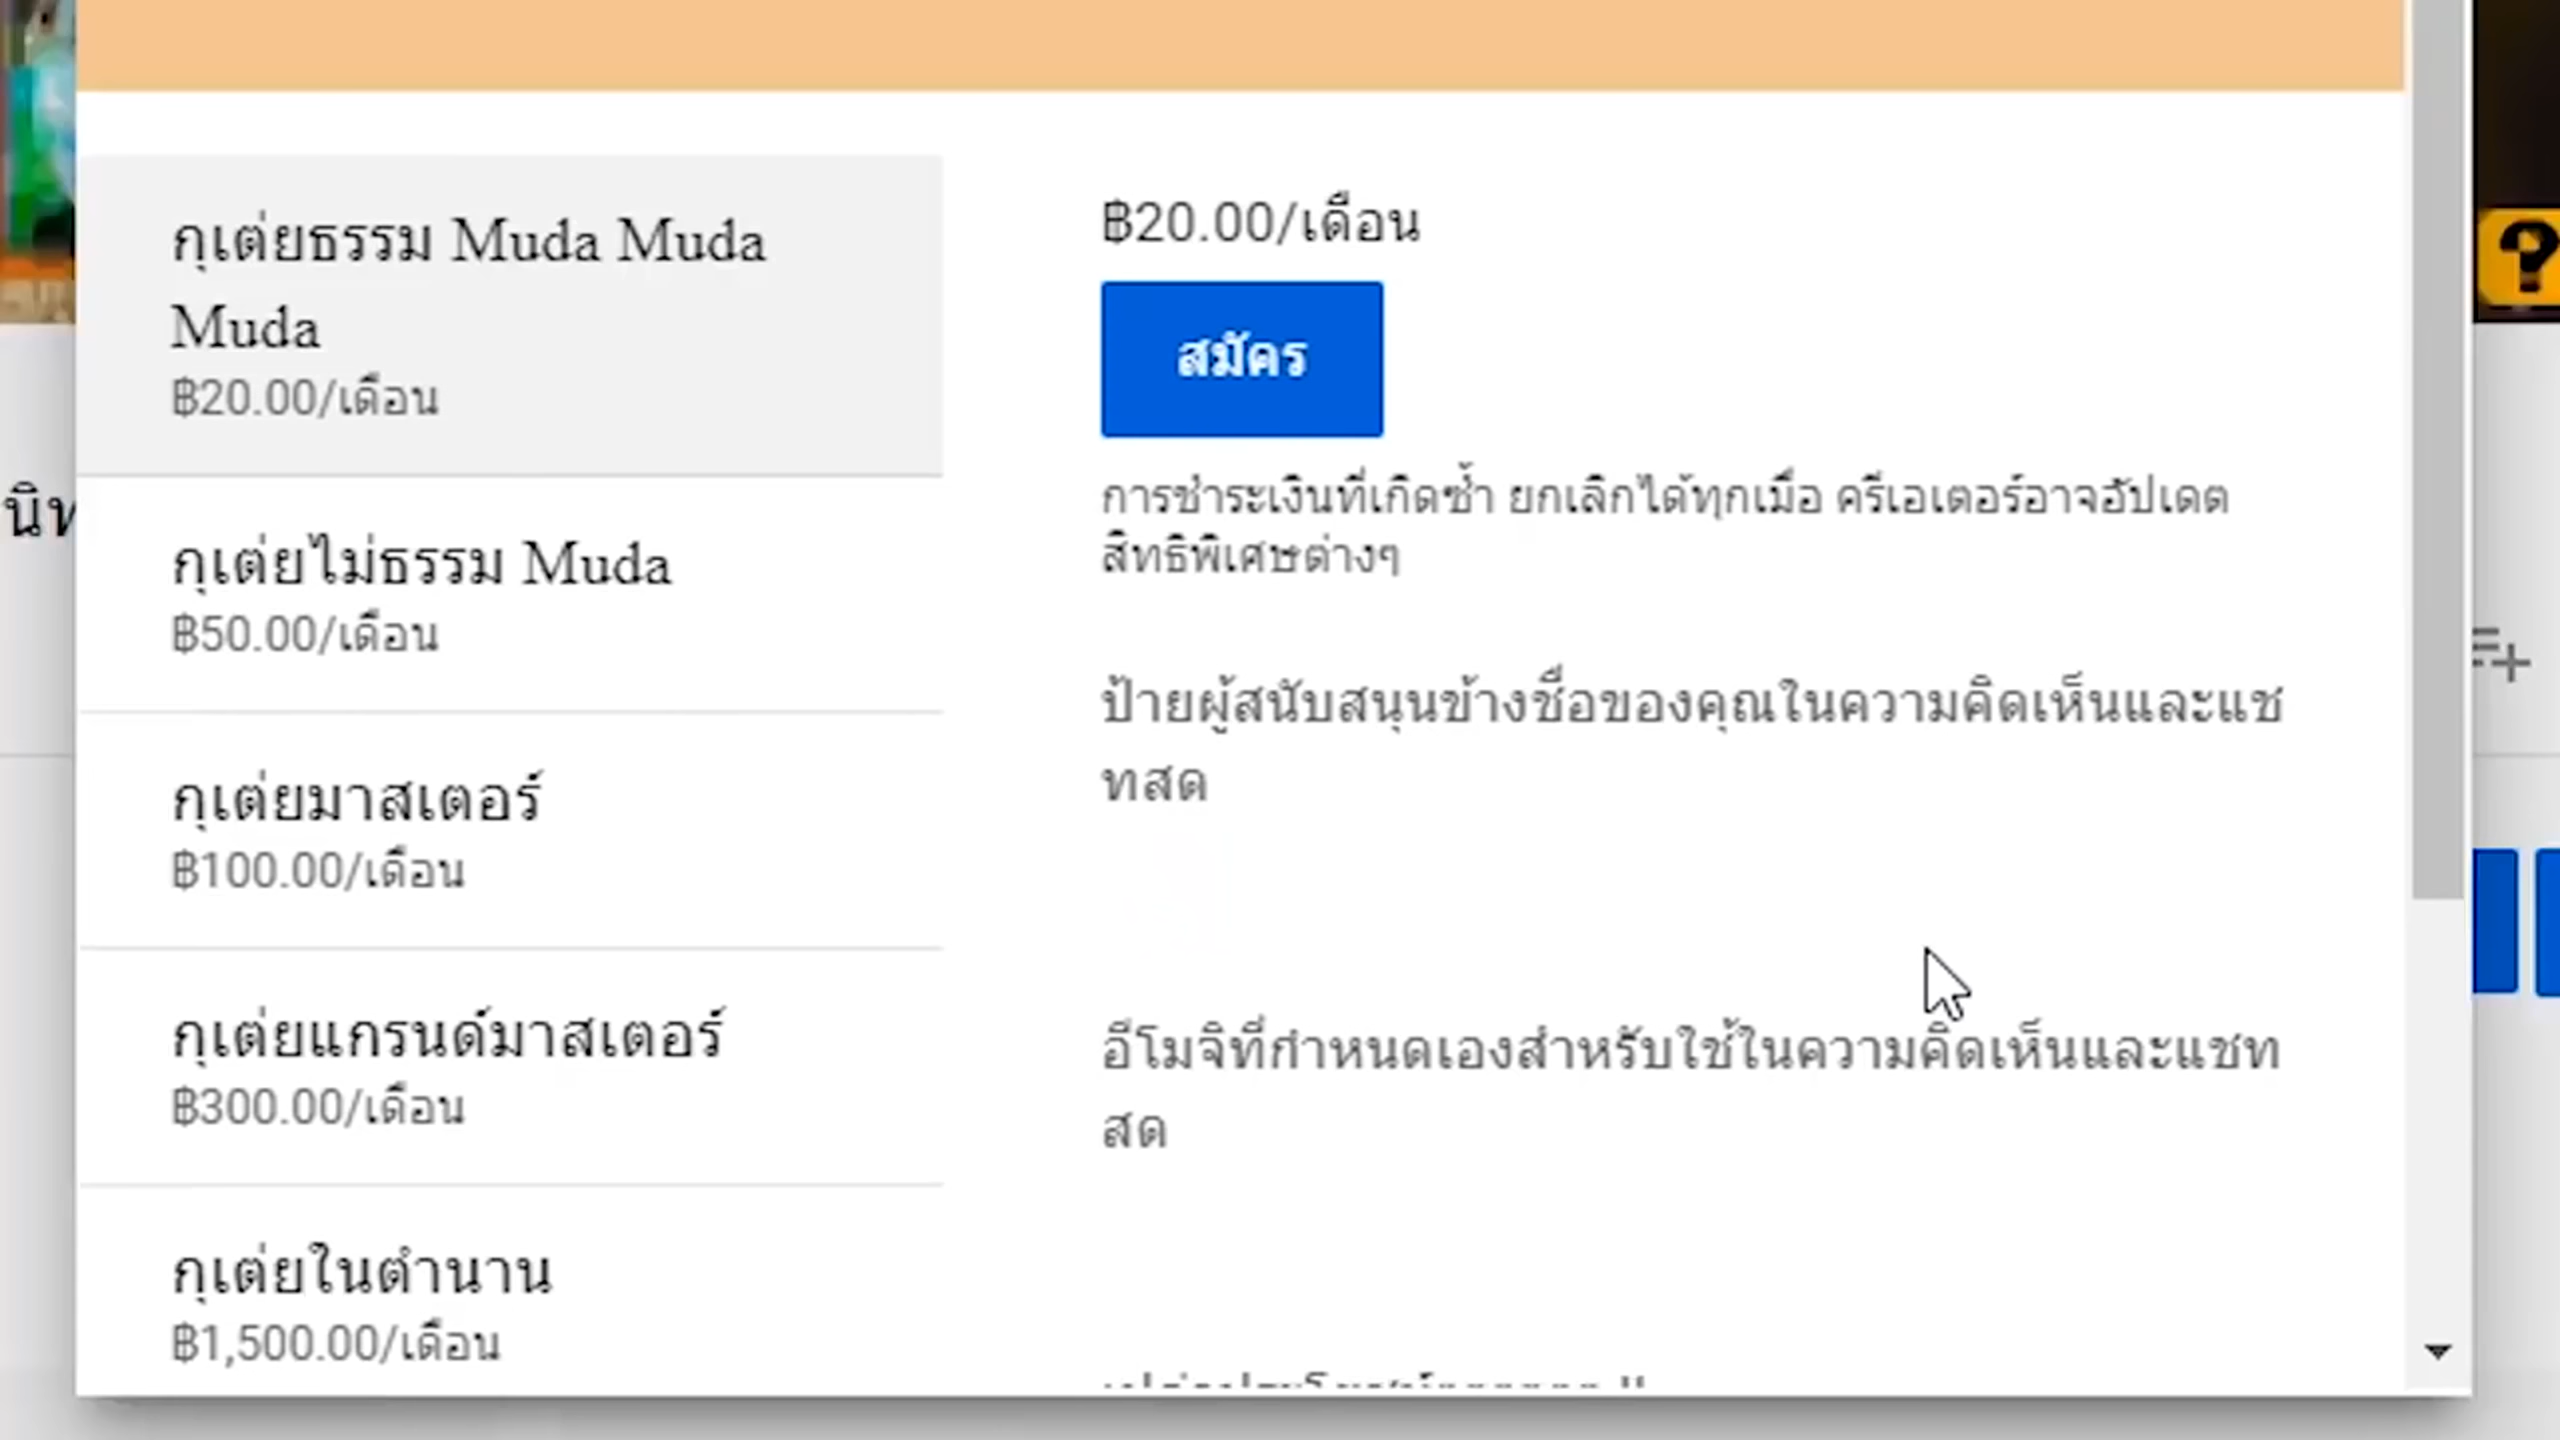 กุเต่ยธรรม Muda Muda
Muda
฿20.00/เดือน
กุเต่ยไม่ธรรม Muda
฿50.00/เดือน
กุเต่ยมาสเตอร์
฿100.00/เดือน
กุเต่ยแกรนด์มาสเตอร์
฿300.00/เดือน
กุเต่ยในตำนาน
฿1,500.00/เดือน
฿20.00/เดือน
สมัคร
การชำระเงินที่เกิดซ้ำ ยกเลิกได้ทุกเมื่อ ครีเอเตอร์อาจอัปเดต
สิทธิพิเศษต่างๆ
ป้ายผู้สนับสนุนข้างชื่อของคุณในความคิดเห็นและแช
ทสด
อีโมจิที่กำหนดเองสำหรับใช้ในความคิดเห็นและแชท
สด
?